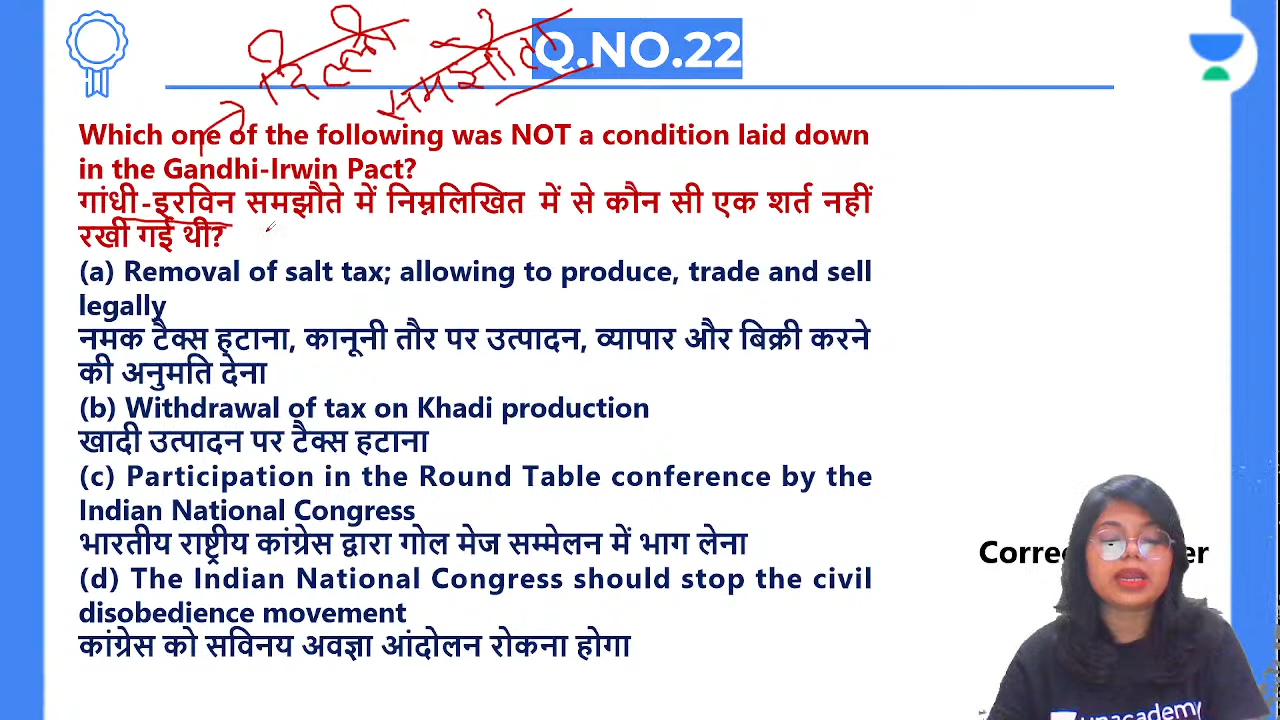 Q.NO.22
दिल्ली
समझौता
Which one of the following was NOT a condition laid down
in the Gandhi-Irwin Pact?
गांधी-इरविन समझौते में निम्नलिखित में से कौन सी एक शर्त नहीं
रखी गई थी?
(a) Removal of salt tax; allowing to produce, trade and sell
legally
नमक टैक्स हटाना, कानूनी तौर पर उत्पादन, व्यापार और बिक्री करने
की अनुमति देना
(b) Withdrawal of tax on Khadi production
खादी उत्पादन पर टैक्स हटाना
(c) Participation in the Round Table conference by the
Indian National Congress
भारतीय राष्ट्रीय कांग्रेस द्वारा गोल मेज सम्मेलन में भाग लेना
(d) The Indian National Congress should stop the civil
disobedience movement
कांग्रेस को सविनय अवज्ञा आंदोलन रोकना होगा